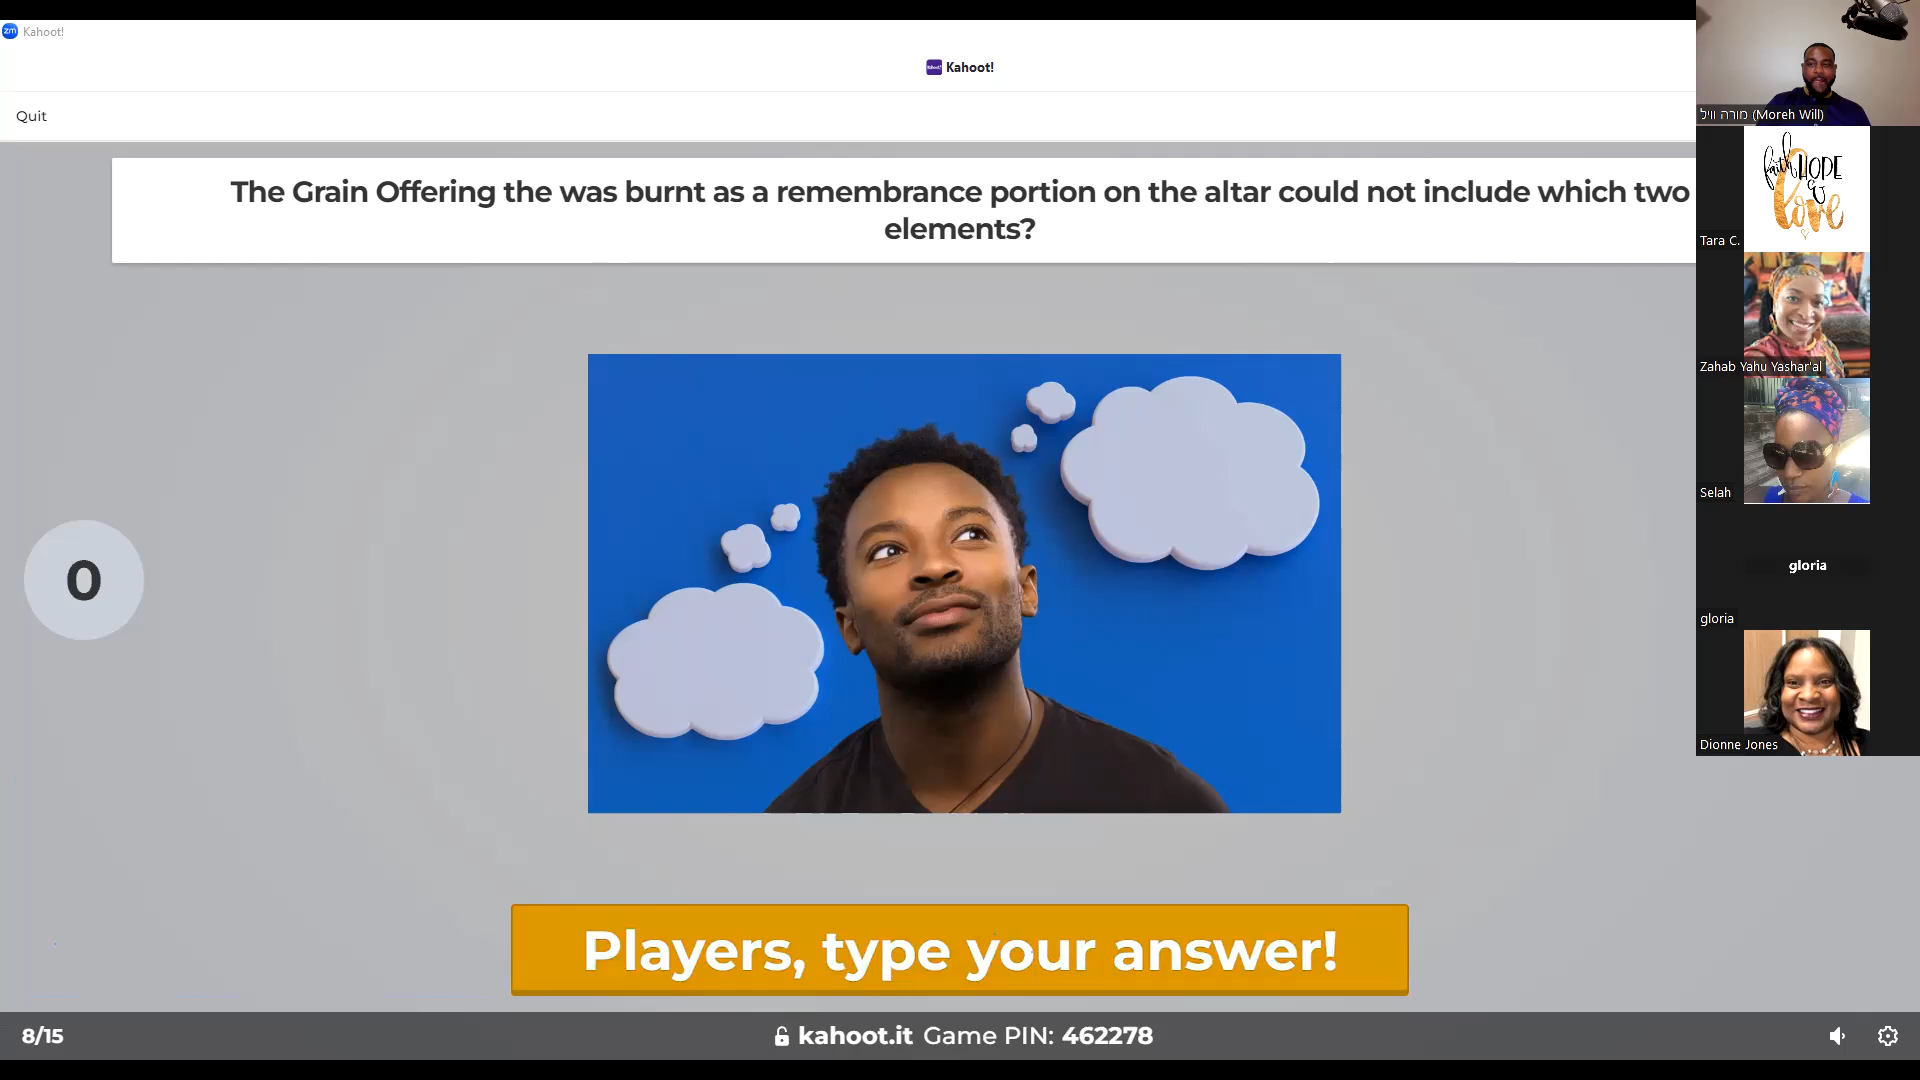 zm Kahoot!
Kahoot!
Quit
The Grain Offering the was burnt as a remembrance portion on the altar could not include which two
elements?
0
Players, type your answer!
8/15
kahoot.it Game PIN: 462278
מורה וויל (Moreh Will)
faith HOPE
&
love
Tara C.
Zahab Yahu Yashar'al
Selah
gloria
gloria
Dionne Jones